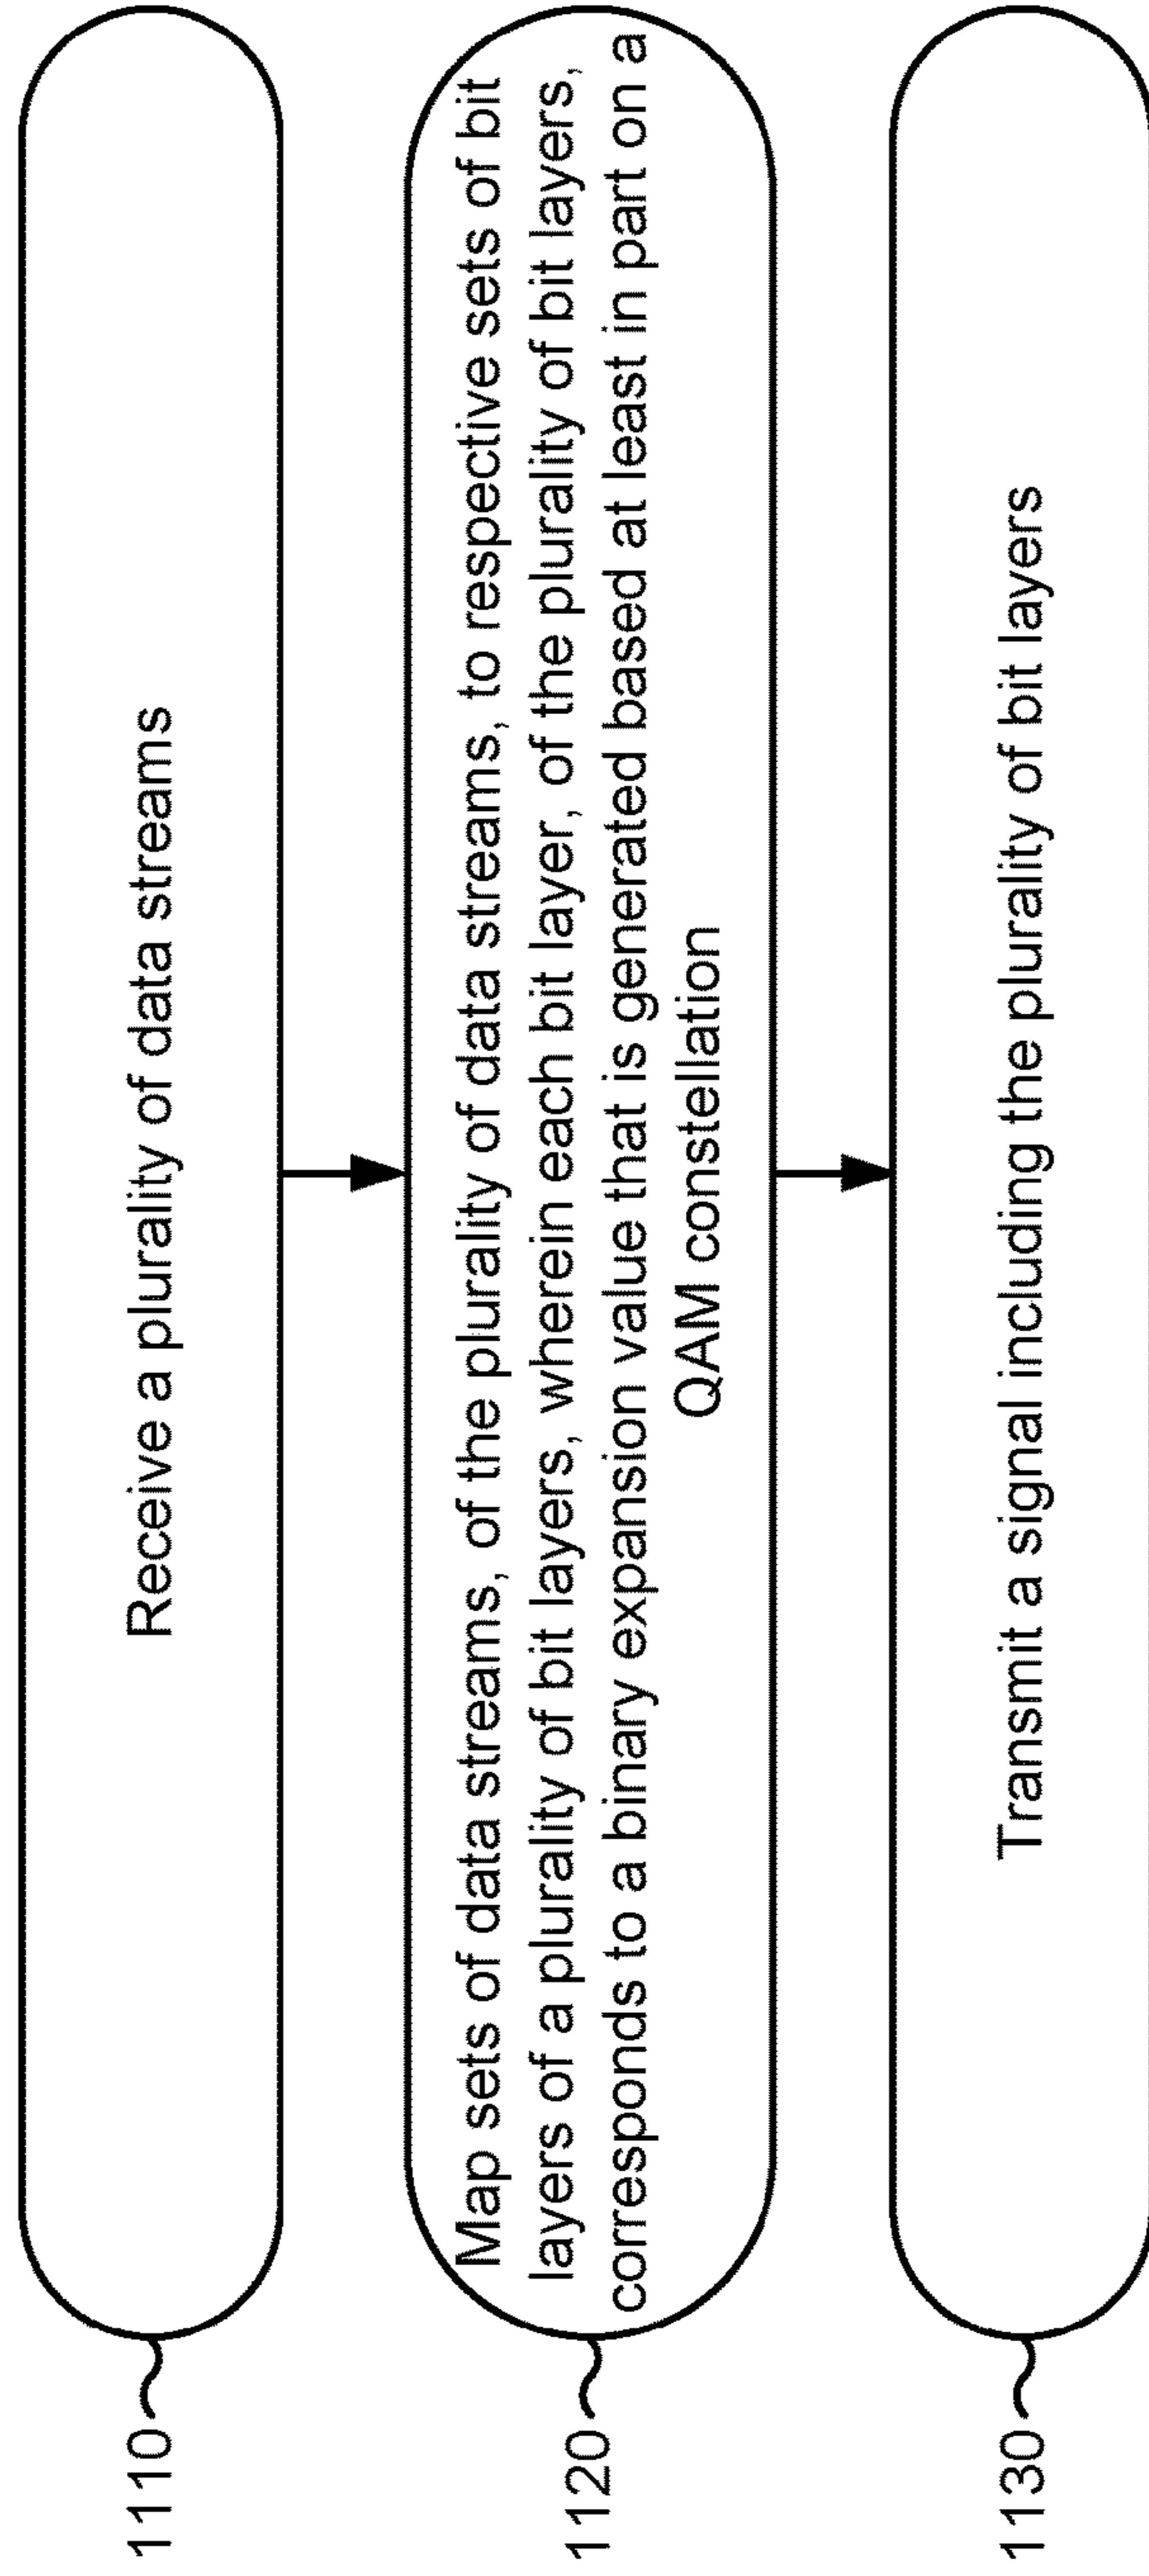 1110
Receive a plurality of data streams
1120
Map sets of data streams, of the plurality of data streams, to respective sets of bit
layers of a plurality of bit layers, wherein each bit layer, of the plurality of bit layers,
corresponds to a binary expansion value that is generated based at least in part on a
QAM constellation
1130
Transmit a signal including the plurality of bit layers